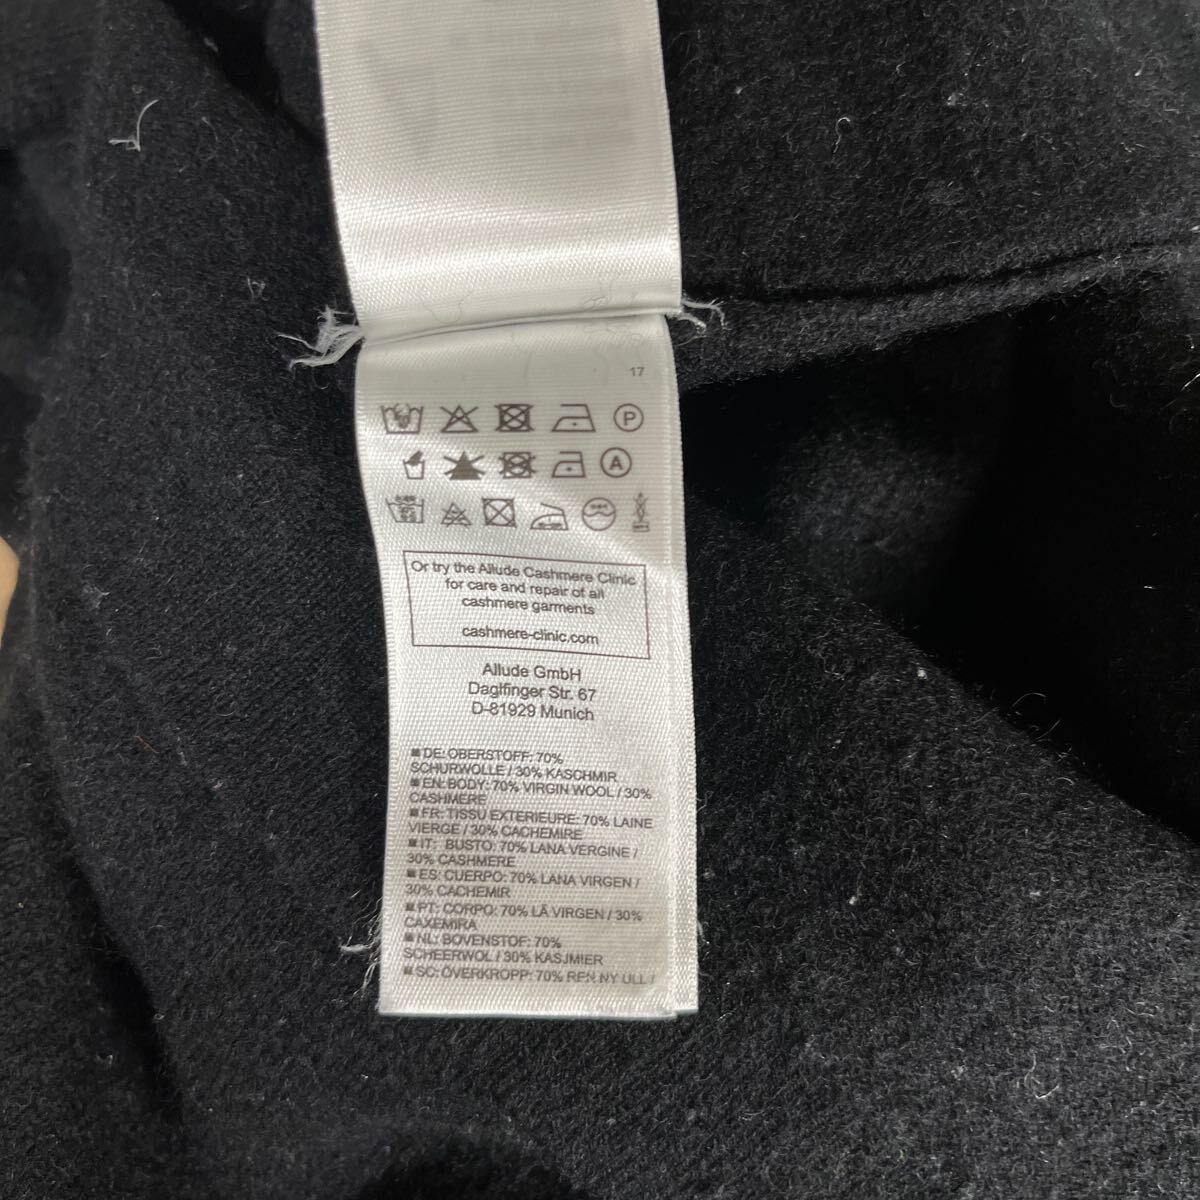 17
P
A
Or try the Allude Cashmere Clinic
for care and repair of all
cashmere garments
cashmere-clinic.com
Allude GmbH
Daglfinger Str. 67
D-81929 Munich
■ DE: OBERSTOFF: 70%
SCHURWOLLE / 30% KASCHMIR
■ EN: BODY: 70% VIRGIN WOOL / 30%
CASHMERE
■ FR: TISSU EXTERIEURE: 70% LAINE
VIERGE / 30% CACHEMIRE
■ IT: BUSTO: 70% LANA VERGINE /
30% CASHMERE
■ ES: CUERPO: 70% LANA VIRGEN /
30% CACHEMIR
■ PT: CORPO: 70% LÃ VIRGEN / 30%
CAXEMIRA
■ NL: BOVENSTOF: 70%
SCHEERWOL / 30% KASJMIER
■ SC: ÖVERKROPP: 70% REN NY ULL /